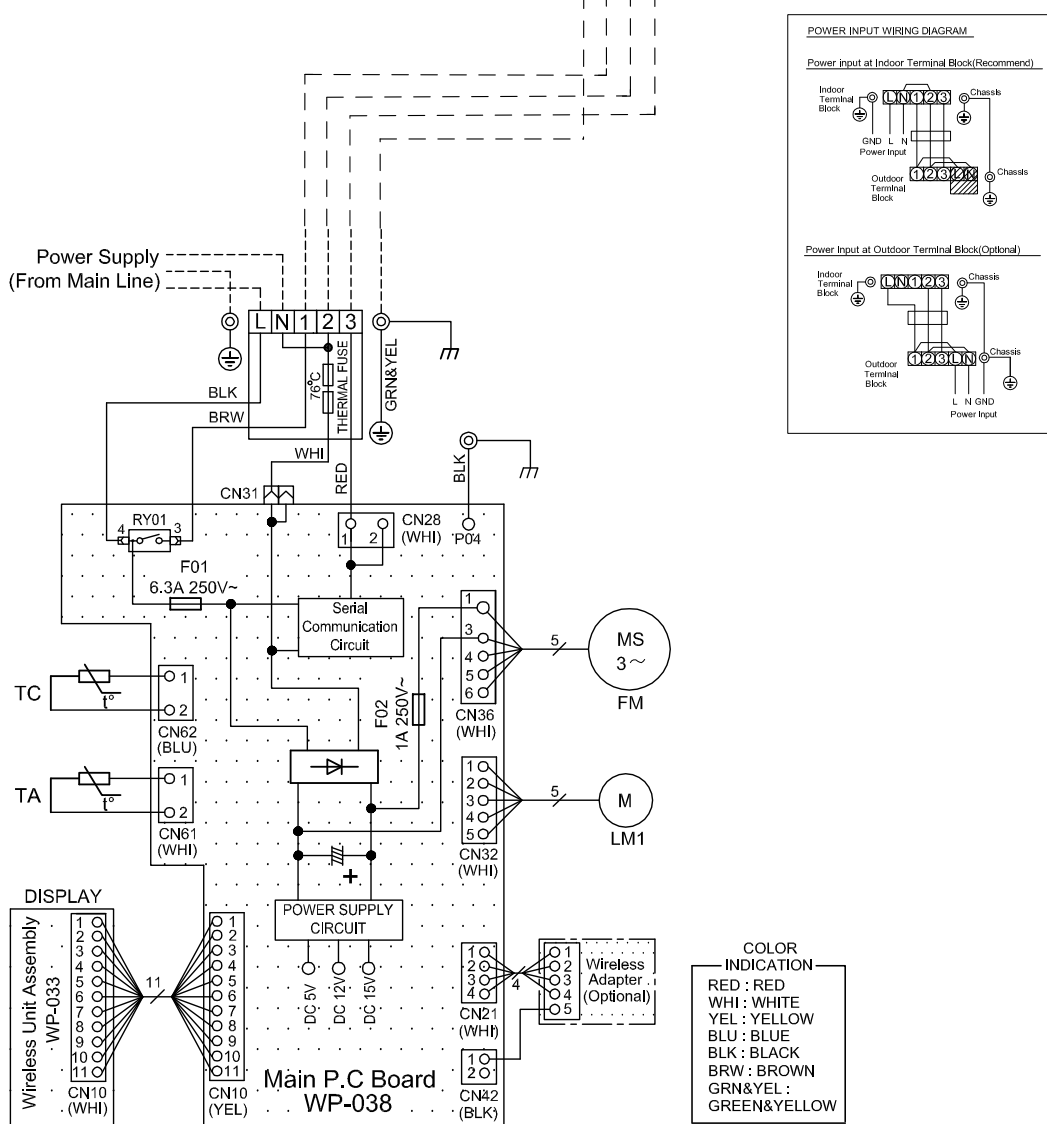 POWER INPUT WIRING DIAGRAM
Power input at Indoor Terminal Block(Recommend)
Indoor
Terminal
Block
L N 1 2 3
Chassis
GND L N
Power Input
Outdoor
Terminal
Block
1 2 3 L N
Chassis
Power Input at Outdoor Terminal Block(Optional)
Indoor
Terminal
Block
L N 1 2 3
Chassis
Outdoor
Terminal
Block
1 2 3 L N
Chassis
L N GND
Power Input
Power Supply
(From Main Line)
L N 1 2 3
76°C
THERMAL FUSE
GRN&YEL
BLK
BRW
WHI
RED
BLK
CN31
RY01
4 3
1 2
CN28
(WHI)
P04
F01
6.3A 250V~
Serial
Communication
Circuit
1
3
4
5
6
CN36
(WHI)
5
MS
3~
FM
F02
1A 250V~
TC
t°
1
2
CN62
(BLU)
TA
t°
1
2
CN61
(WHI)
1
2
3
4
5
CN32
(WHI)
5
M
LM1
+
POWER SUPPLY
CIRCUIT
DC 5V
DC 12V
DC 15V
DISPLAY
Wireless Unit Assembly
WP-033
1
2
3
4
5
6
7
8
9
10
11
CN10
(WHI)
11
1
2
3
4
5
6
7
8
9
10
11
CN10
(YEL)
Main P.C Board
WP-038
1
2
3
4
CN21
(WHI)
4
1
2
3
4
5
Wireless
Adapter
(Optional)
1
2
CN42
(BLK)
COLOR
INDICATION
RED : RED
WHI : WHITE
YEL : YELLOW
BLU : BLUE
BLK : BLACK
BRW : BROWN
GRN&YEL :
GREEN&YELLOW